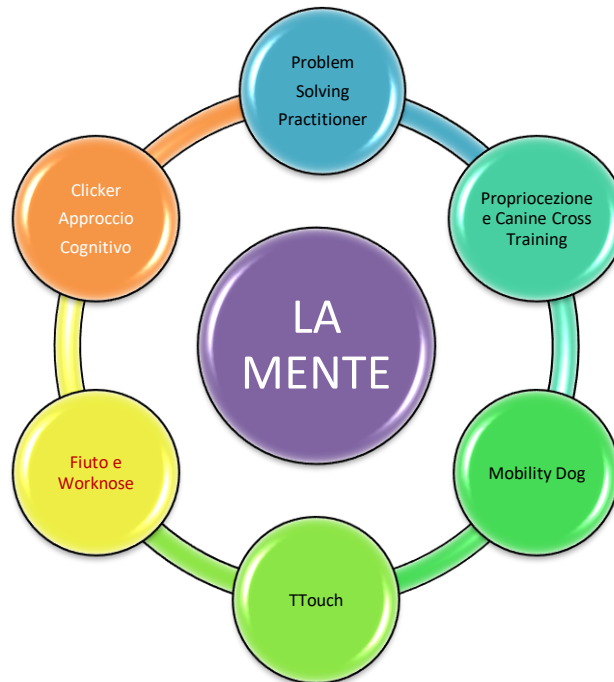 Problem
Solving
Practitioner
Propriocezione
e Canine Cross
Training
Mobility Dog
TTouch
Fiuto e
Worknose
Clicker
Approccio
Cognitivo
LA
MENTE